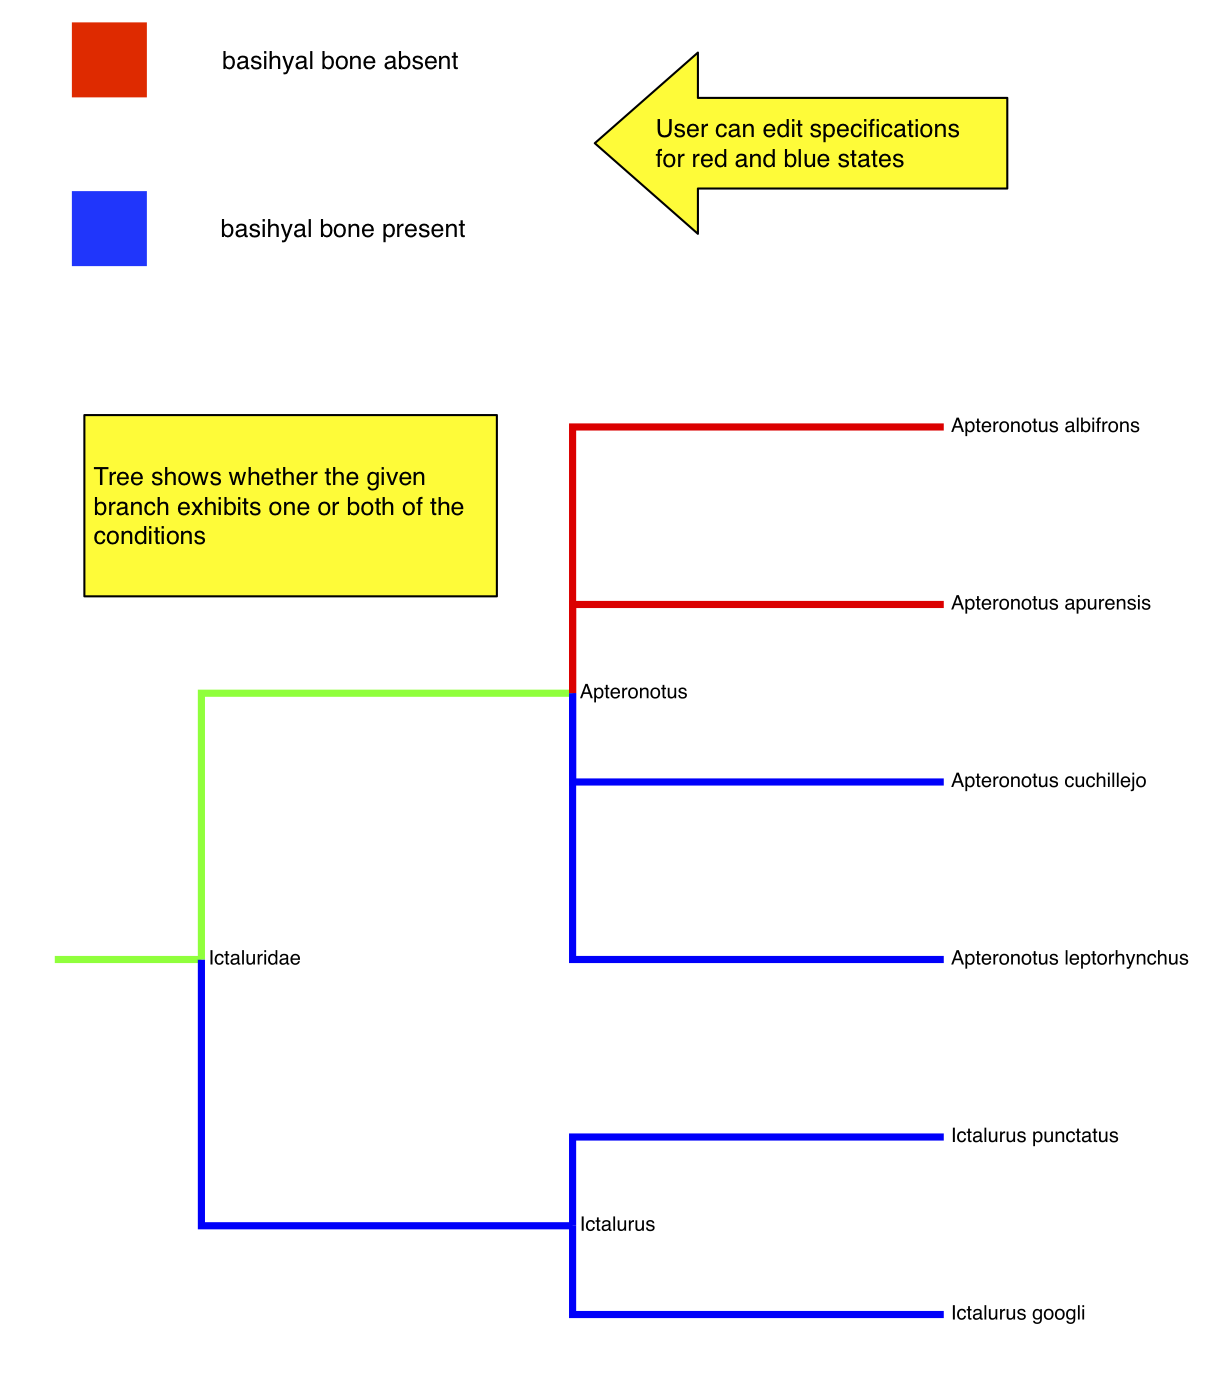 basihyal bone absent
User can edit specifications
for red and blue states
basihyal bone present
Tree shows whether the given
branch exhibits one or both of the
conditions
Apteronotus albifrons
Apteronotus apurensis
Apteronotus
Apteronotus cuchillejo
Ictaluridae
Apteronotus leptorhynchus
Ictalurus punctatus
Ictalurus
Ictalurus googli